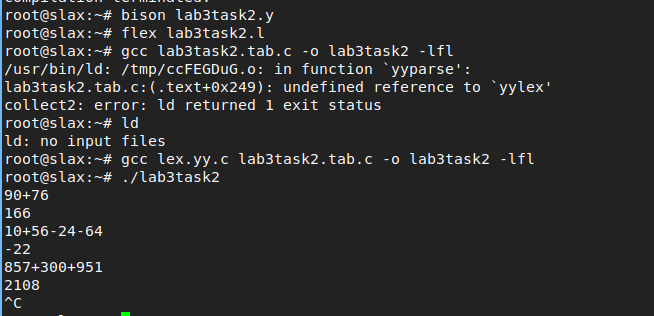 compilation terminated.
root@slax:~# bison lab3task2.y
root@slax:~# flex lab3task2.l
root@slax:~# gcc lab3task2.tab.c -o lab3task2 -lfl
/usr/bin/ld: /tmp/ccFEGDuG.o: in function `yyparse':
lab3task2.tab.c:(.text+0x249): undefined reference to `yylex'
collect2: error: ld returned 1 exit status
root@slax:~# ld
ld: no input files
root@slax:~# gcc lex.yy.c lab3task2.tab.c -o lab3task2 -lfl
root@slax:~# ./lab3task2
90+76
166
10+56-24-64
-22
857+300+951
2108
^C